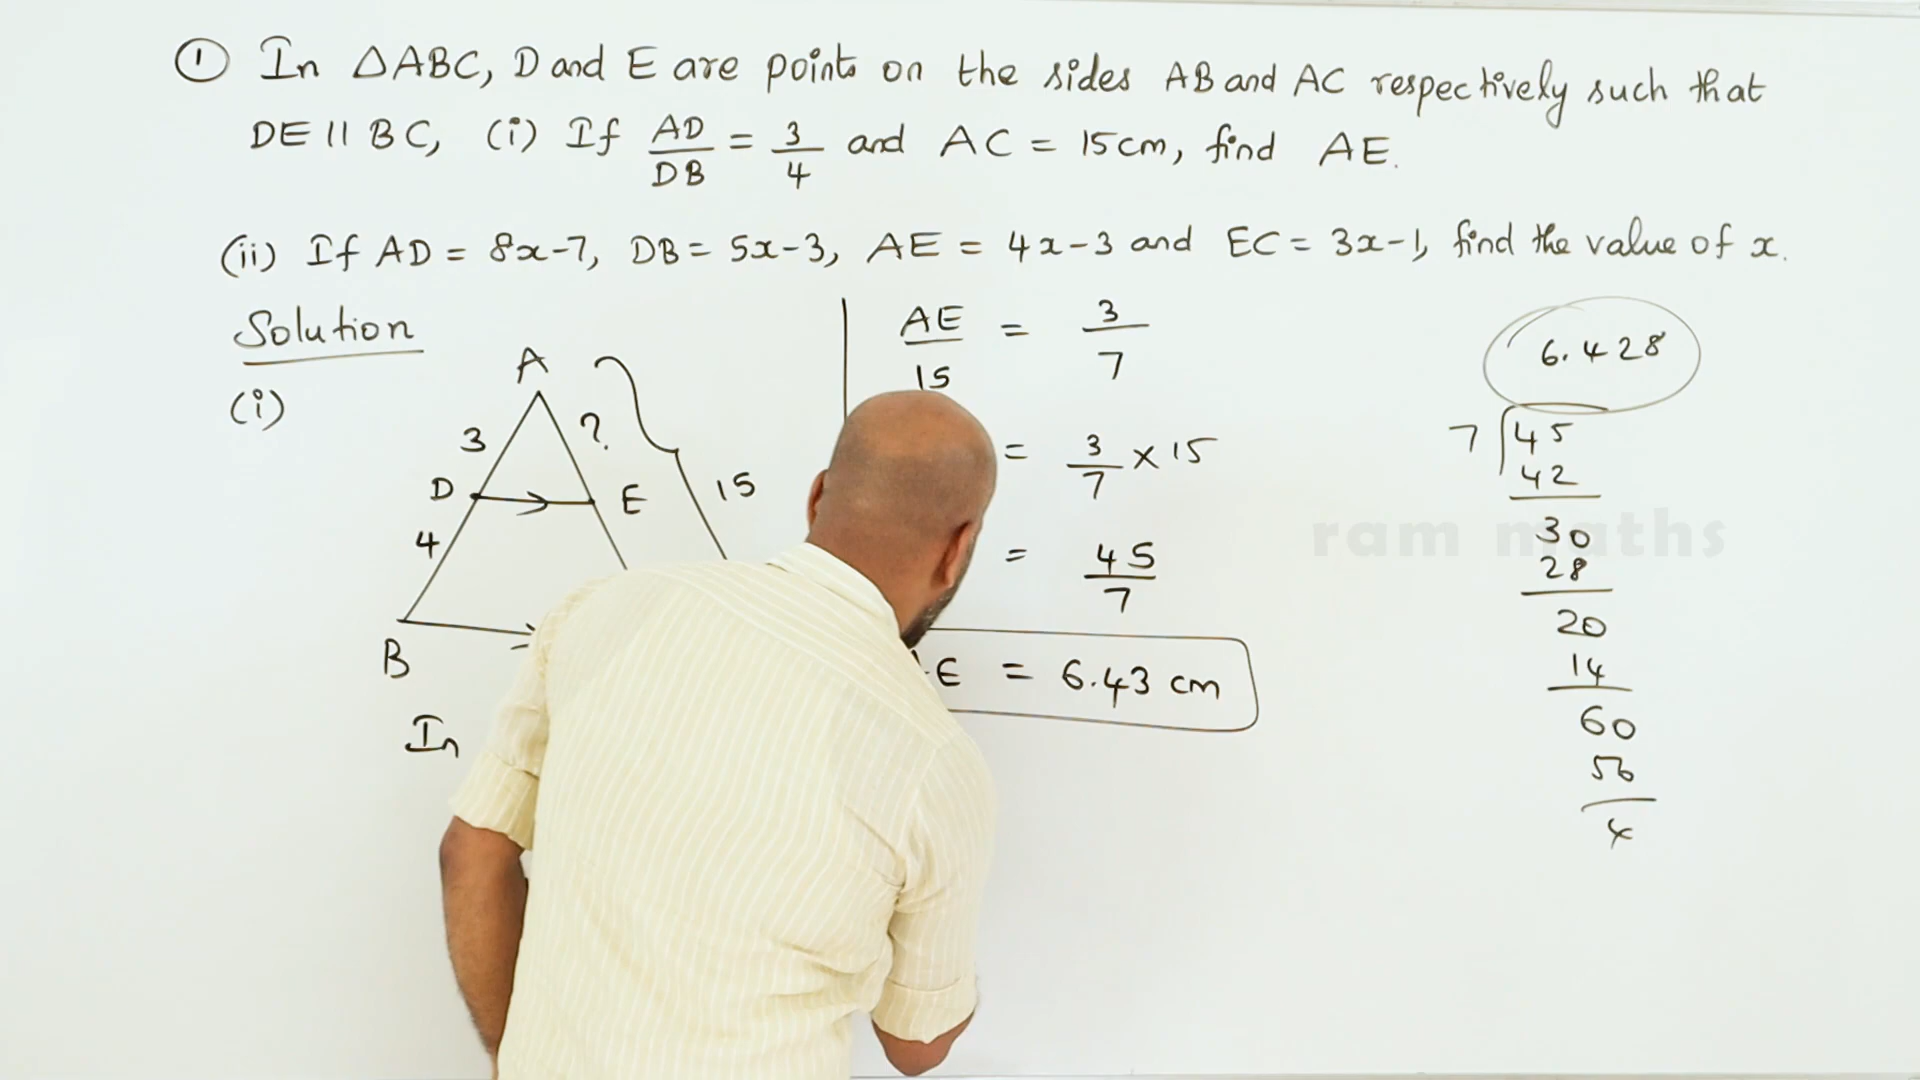 ① In △ABC, D and E are points on the sides AB and AC respectively such that
DE || BC, (i) If AD/DB = 3/4 and AC = 15cm, find AE.
(ii) If AD = 8x-7, DB = 5x-3, AE = 4x-3 and EC = 3x-1, find the value of x.
Solution
(i)
A
3
?
D
E
15
4
B
In
AE/15 = 3/7
= 3/7 × 15
= 45/7
E = 6.43 cm
6.428
7 45
42
30
28
20
14
60
56
4
ram maths